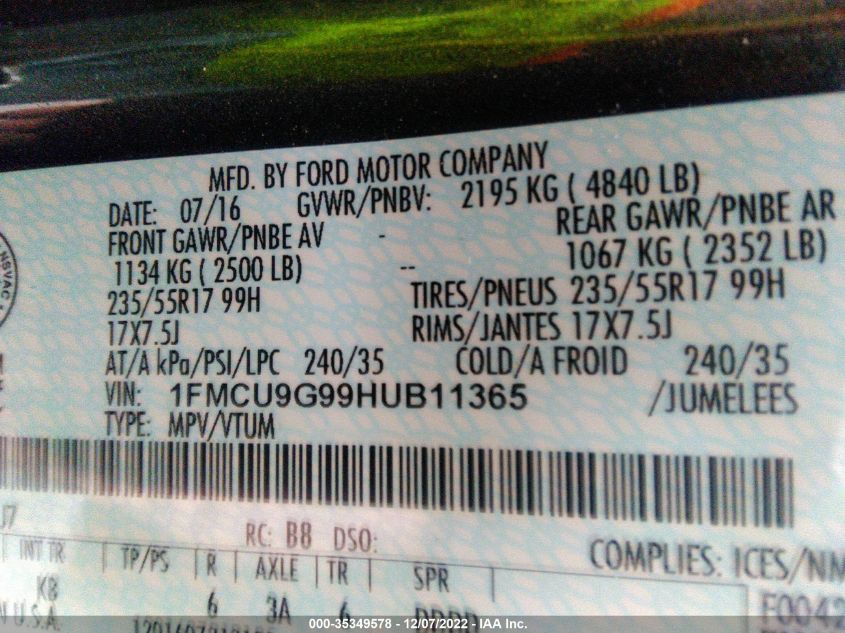 MFD. BY FORD MOTOR COMPANY
DATE: 07/16 GVWR/PNBV: 2195 KG ( 4840 LB)
FRONT GAWR/PNBE AV - REAR GAWR/PNBE AR
1134 KG ( 2500 LB) -- 1067 KG ( 2352 LB)
235/55R17 99H TIRES/PNEUS 235/55R17 99H
17X7.5J RIMS/JANTES 17X7.5J
AT/A kPa/PSI/LPC 240/35 COLD/A FROID 240/35
VIN: 1FMCU9G99HUB11365 /JUMELEES
TYPE: MPV/VTUM
NSVAC
RC: B8 DSO:
INT TR TP/PS R AXLE TR SPR COMPLIES: ICES/NM
K8 6 3A 6
U.S.A. F0042
000-35349578 - 12/07/2022 - IAA Inc.